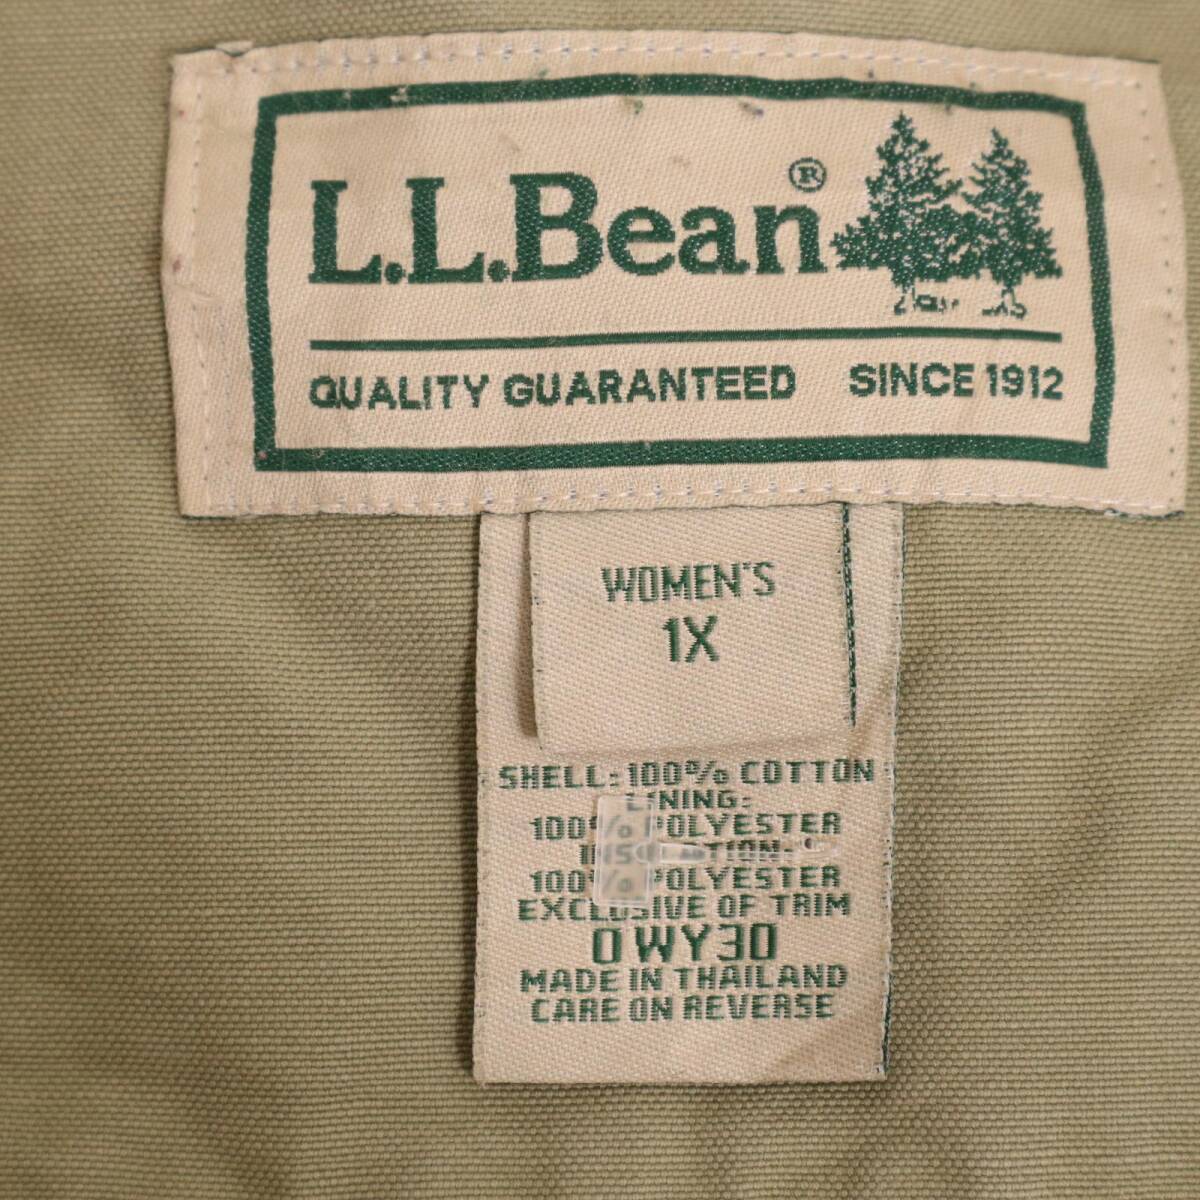 L.L.Bean®
QUALITY GUARANTEED SINCE 1912
WOMEN'S
1X
SHELL: 100% COTTON
LINING:
100% POLYESTER
INSULATION:
100% POLYESTER
EXCLUSIVE OF TRIM
0WY30
MADE IN THAILAND
CARE ON REVERSE